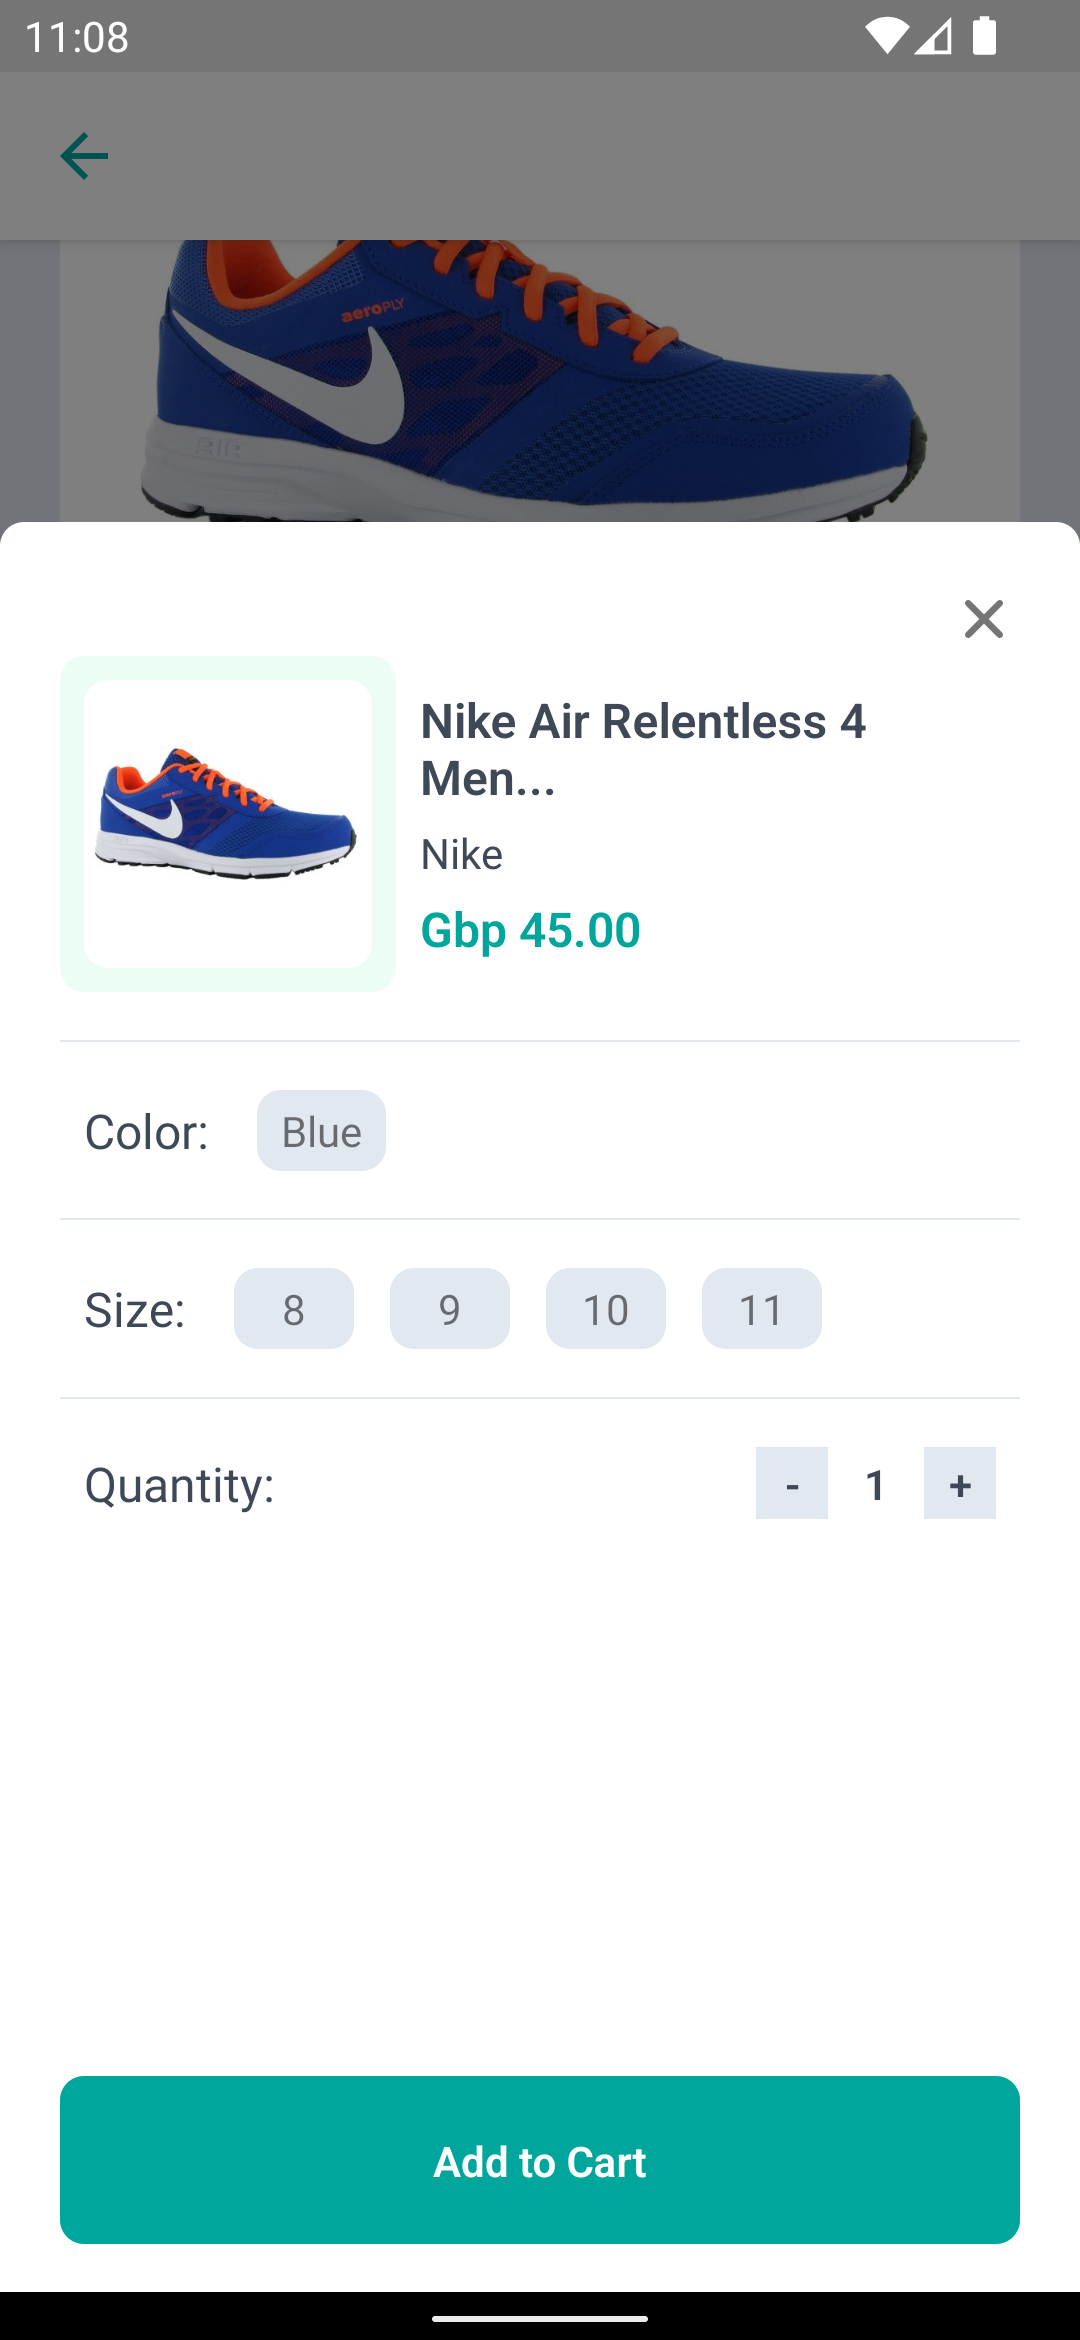 11:08
aeroPLY
AIR
Nike Air Relentless 4
Men...
Nike
Gbp 45.00
Color:
Blue
Size:
8
9
10
11
Quantity:
-
1
+
Add to Cart